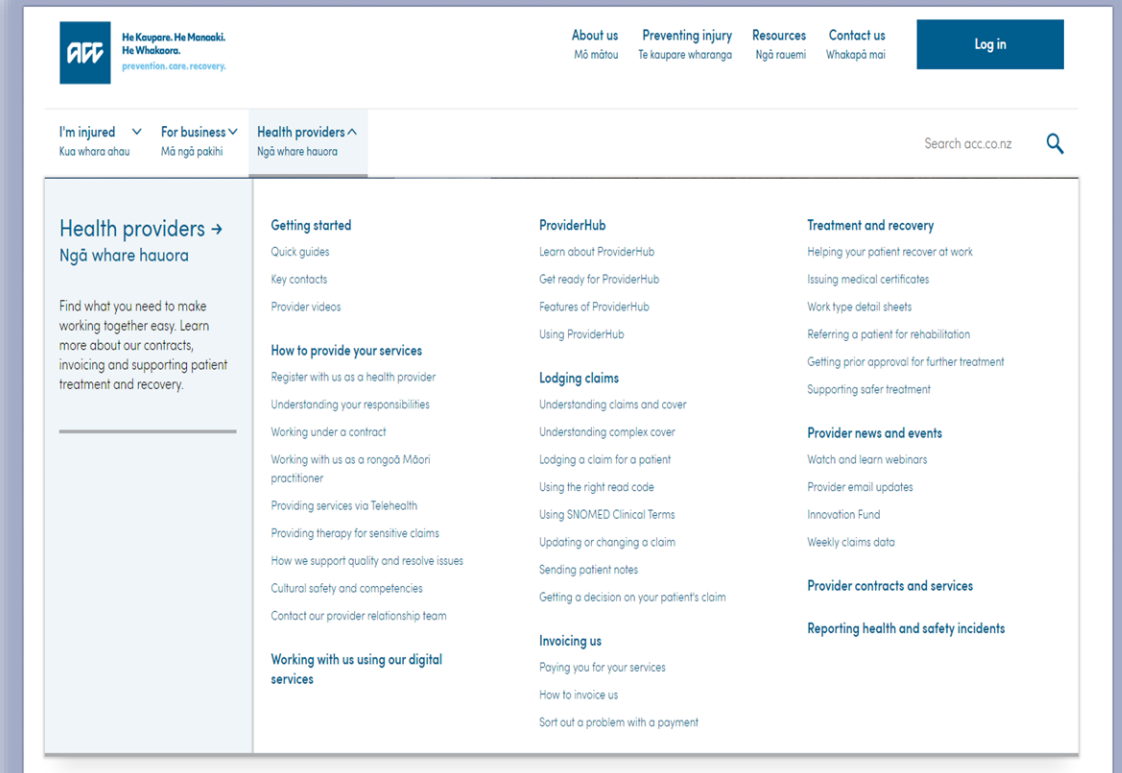 acc
He Kaupare. He Manaaki.
He Whakaora.
prevention. care. recovery.
About us
Mō mātou
Preventing injury
Te kaupare wharanga
Resources
Ngā rauemi
Contact us
Whakapā mai
Log in
I'm injured
Kua whara ahau
For business
Mā ngā pakihi
Health providers
Ngā whare hauora
Search acc.co.nz
Health providers →
Ngā whare hauora
Find what you need to make
working together easy. Learn
more about our contracts,
invoicing and supporting patient
treatment and recovery.
Getting started
Quick guides
Key contacts
Provider videos
How to provide your services
Register with us as a health provider
Understanding your responsibilities
Working under a contract
Working with us as a rongoā Māori
practitioner
Providing services via Telehealth
Providing therapy for sensitive claims
How we support quality and resolve issues
Cultural safety and competencies
Contact our provider relationship team
Working with us using our digital
services
ProviderHub
Learn about ProviderHub
Get ready for ProviderHub
Features of ProviderHub
Using ProviderHub
Lodging claims
Understanding claims and cover
Understanding complex cover
Lodging a claim for a patient
Using the right read code
Using SNOMED Clinical Terms
Updating or changing a claim
Sending patient notes
Getting a decision on your patient's claim
Invoicing us
Paying you for your services
How to invoice us
Sort out a problem with a payment
Treatment and recovery
Helping your patient recover at work
Issuing medical certificates
Work type detail sheets
Referring a patient for rehabilitation
Getting prior approval for further treatment
Supporting safer treatment
Provider news and events
Watch and learn webinars
Provider email updates
Innovation Fund
Weekly claims data
Provider contracts and services
Reporting health and safety incidents